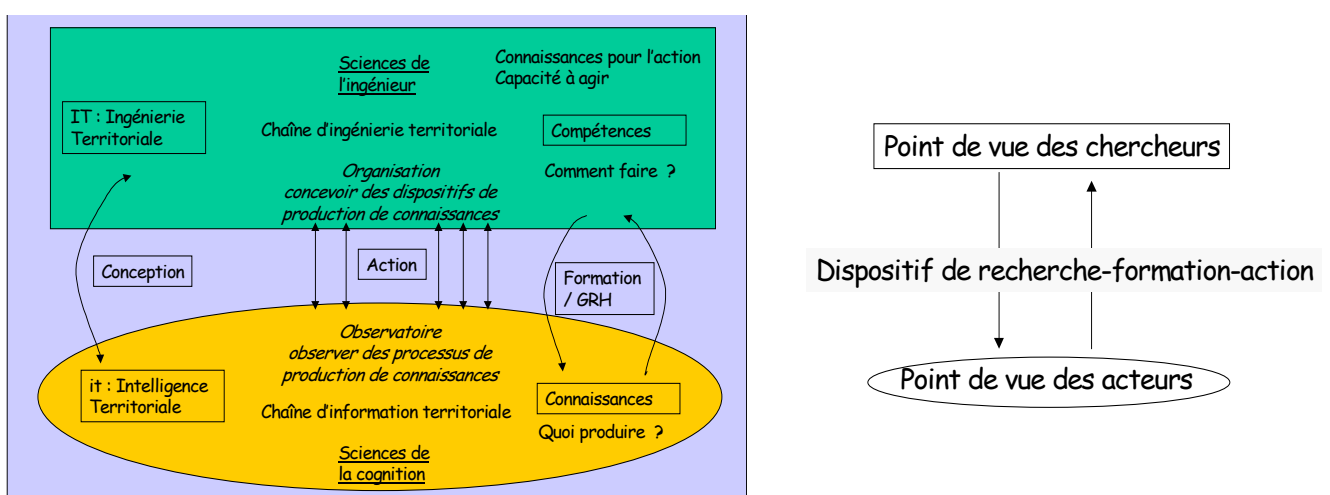 Sciences de
l'ingénieur
Connaissances pour l'action
Capacité à agir
IT : Ingénierie
Territoriale
Chaîne d'ingénierie territoriale
Compétences
Organisation
concevoir des dispositifs de
production de connaissances
Comment faire ?
Conception
Action
Formation
/ GRH
Observatoire
observer des processus de
production de connaissances
it : Intelligence
Territoriale
Chaîne d'information territoriale
Connaissances
Quoi produire ?
Sciences de
la cognition
Point de vue des chercheurs
Dispositif de recherche-formation-action
Point de vue des acteurs